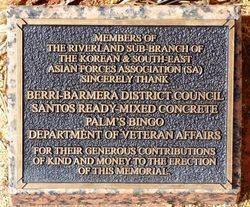 MEMBERS OF
THE RIVERLAND SUB-BRANCH OF
THE KOREAN & SOUTH-EAST
ASIAN FORCES ASSOCIATION (SA)
SINCERELY THANK
BERRI-BARMERA DISTRICT COUNCIL
SANTOS READY-MIXED CONCRETE
PALM'S BINGO
DEPARTMENT OF VETERAN AFFAIRS
FOR THEIR GENEROUS CONTRIBUTIONS
OF KIND AND MONEY TO THE ERECTION
OF THIS MEMORIAL.